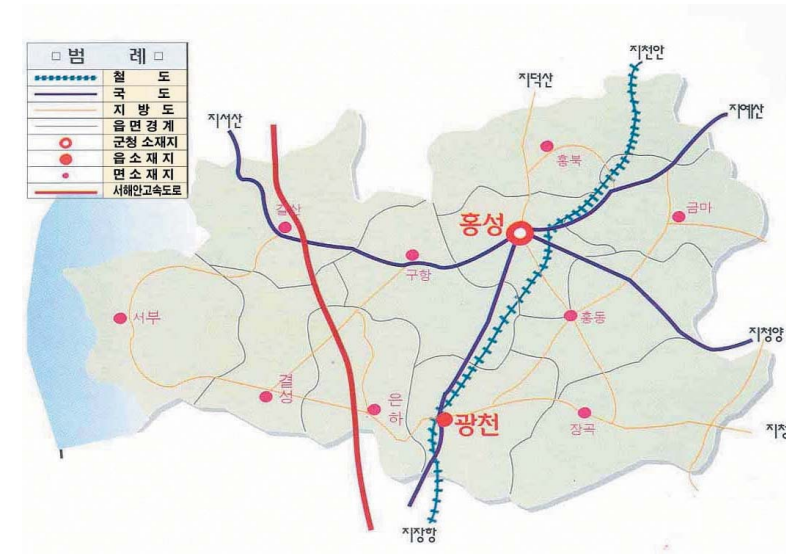 □ 범 례 □
철 도
국 도
지 방 도
읍 면 경 계
군청 소재지
읍 소 재 지
면 소 재 지
서해안고속도로
지천안
지덕산
지예산
지서산
홍북
갈산
금마
홍성
구항
서부
홍동
지청양
결성
은하
광천
장곡
지청
지장항